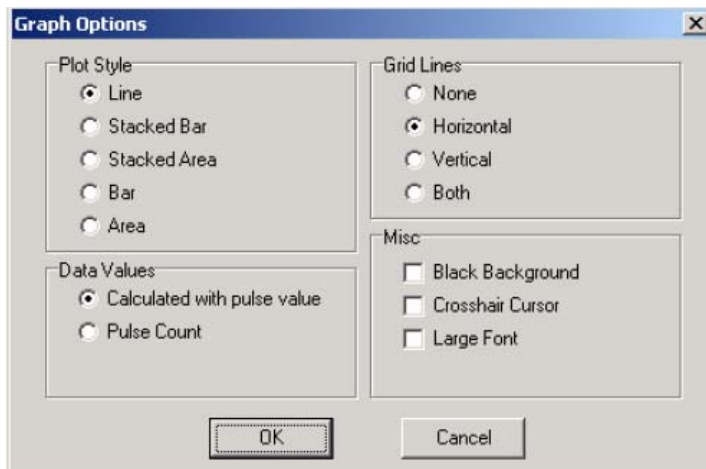 Graph Options
Plot Style
Line
Stacked Bar
Stacked Area
Bar
Area
Data Values
Calculated with pulse value
Pulse Count
Grid Lines
None
Horizontal
Vertical
Both
Misc
Black Background
Crosshair Cursor
Large Font
OK
Cancel